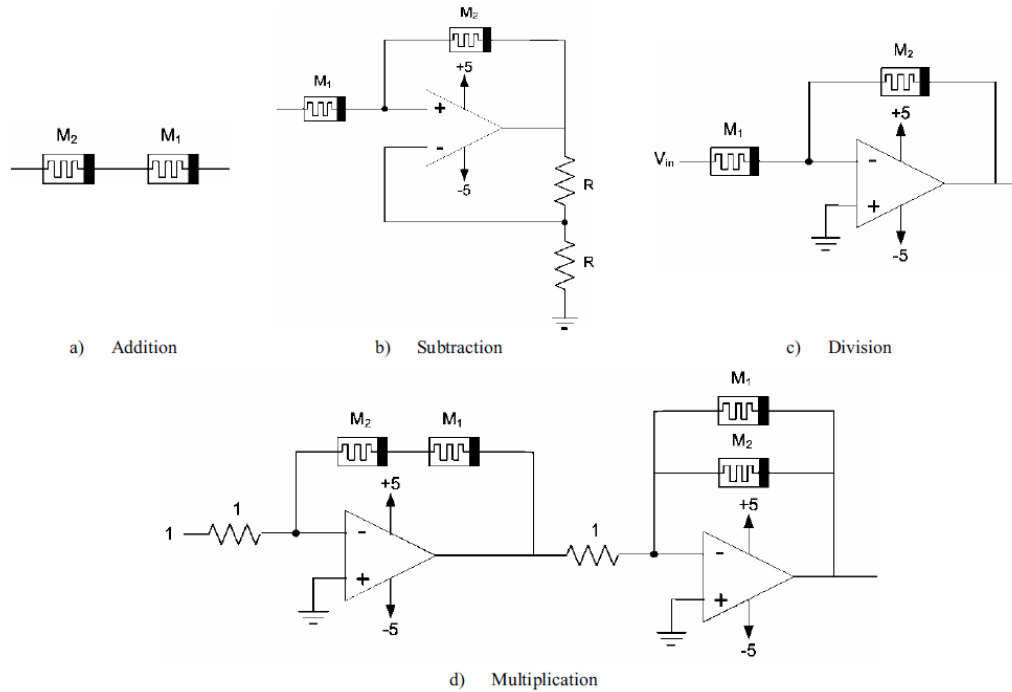 M₂
M₁
M₂
+5
M₁
+
-
-5
R
R
M₂
+5
M₁
Vin
-
+
-5
a) Addition
b) Subtraction
c) Division
M₂ M₁
+5
1
1
-
+
-5
1
M₁
M₂
+5
-
+
-5
d) Multiplication